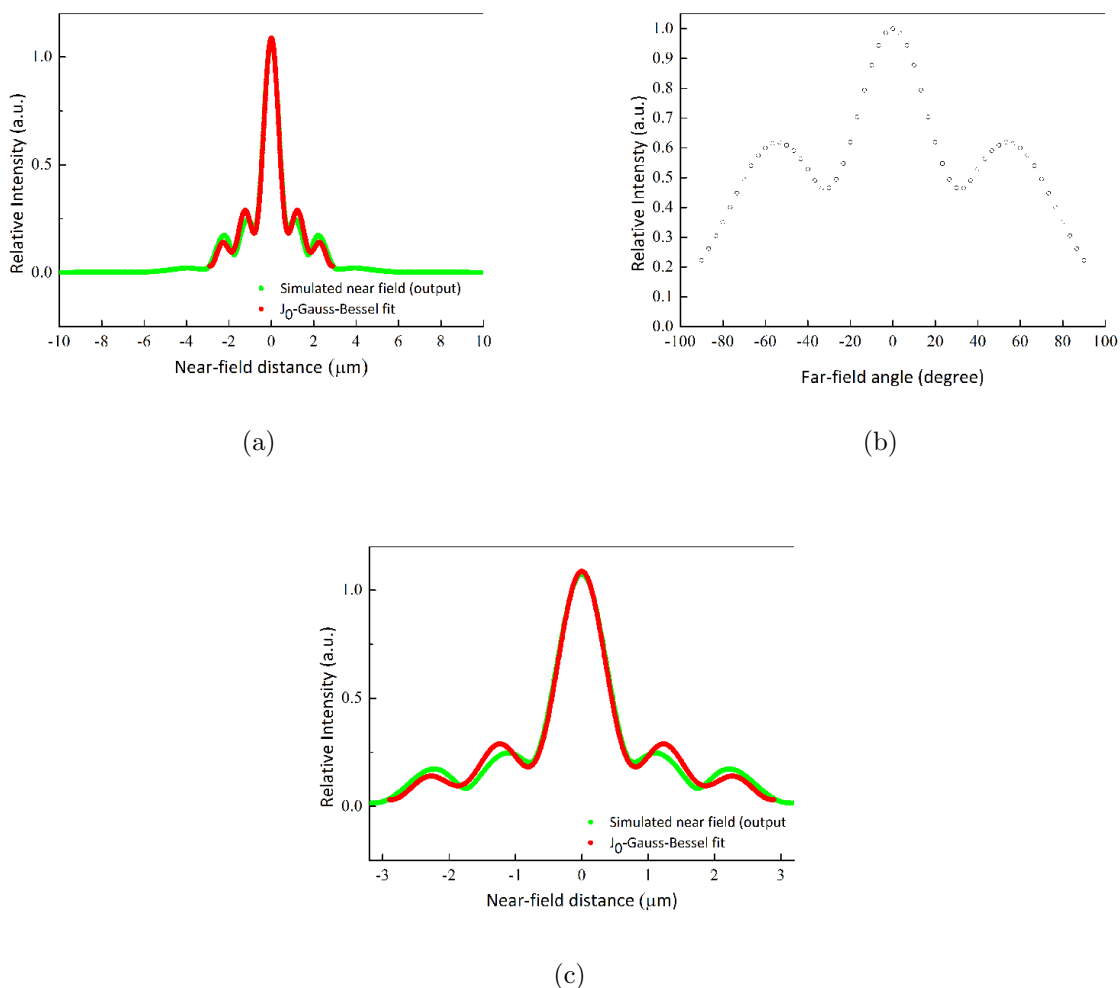 Relative Intensity (a.u.)
1.0
0.5
0.0
Simulated near field (output)
J0-Gauss-Bessel fit
-10 -8 -6 -4 -2 0 2 4 6 8 10
Near-field distance (μm)
(a)
Relative Intensity (a.u.)
1.0
0.9
0.8
0.7
0.6
0.5
0.4
0.3
0.2
0.1
0.0
-100 -80 -60 -40 -20 0 20 40 60 80 100
Far-field angle (degree)
(b)
Relative Intensity (a.u.)
1.0
0.5
0.0
Simulated near field (output
J0-Gauss-Bessel fit
-3 -2 -1 0 1 2 3
Near-field distance (μm)
(c)